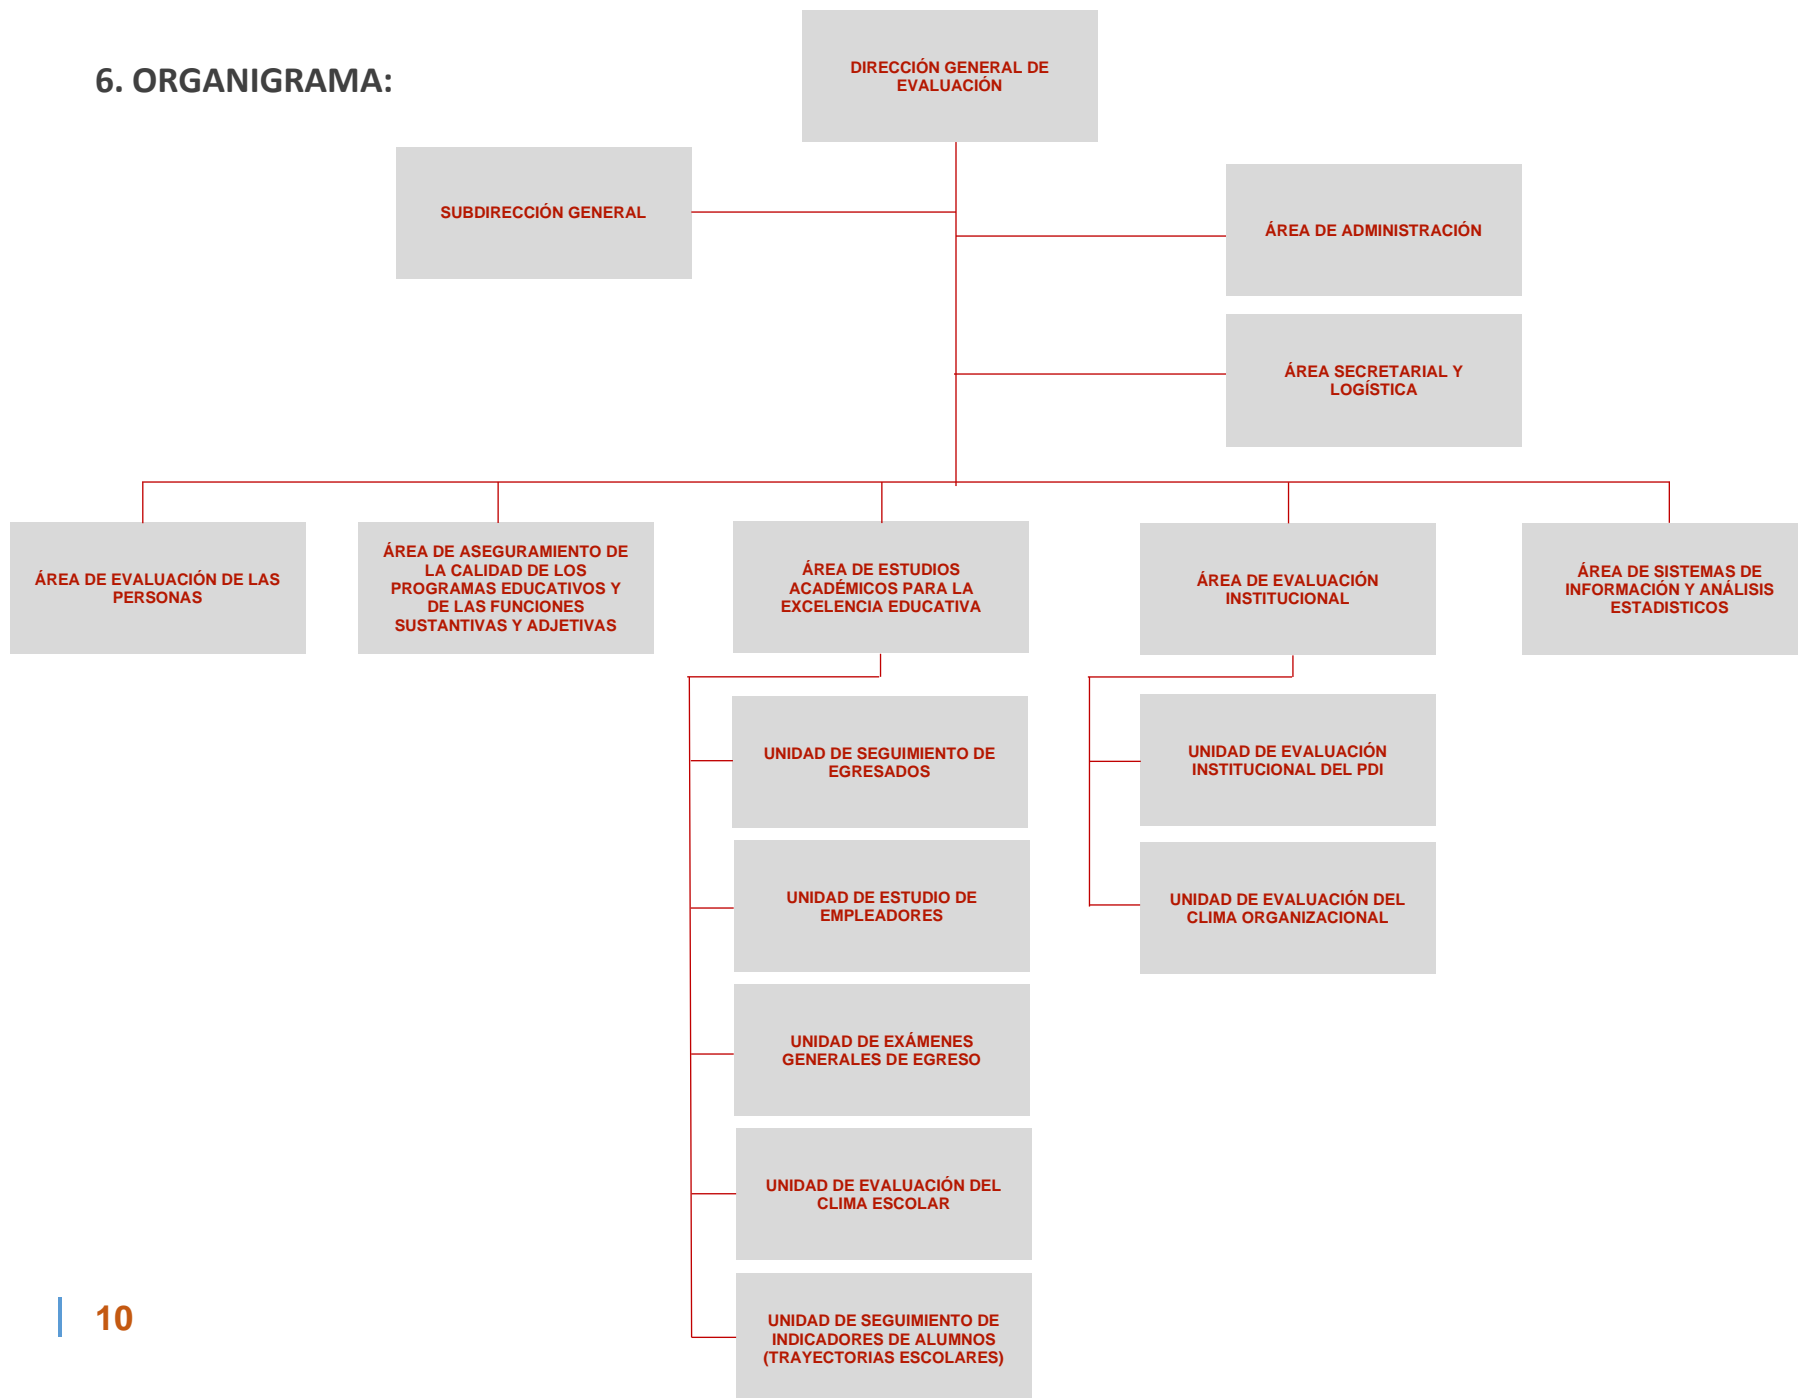 6. ORGANIGRAMA:
DIRECCIÓN GENERAL DE
EVALUACIÓN
SUBDIRECCIÓN GENERAL
ÁREA DE ADMINISTRACIÓN
ÁREA SECRETARIAL Y
LOGÍSTICA
ÁREA DE EVALUACIÓN DE LAS
PERSONAS
ÁREA DE ASEGURAMIENTO DE
LA CALIDAD DE LOS
PROGRAMAS EDUCATIVOS Y
DE LAS FUNCIONES
SUSTANTIVAS Y ADJETIVAS
ÁREA DE ESTUDIOS
ACADÉMICOS PARA LA
EXCELENCIA EDUCATIVA
ÁREA DE EVALUACIÓN
INSTITUCIONAL
ÁREA DE SISTEMAS DE
INFORMACIÓN Y ANÁLISIS
ESTADISTICOS
UNIDAD DE SEGUIMIENTO DE
EGRESADOS
UNIDAD DE ESTUDIO DE
EMPLEADORES
UNIDAD DE EXÁMENES
GENERALES DE EGRESO
UNIDAD DE EVALUACIÓN DEL
CLIMA ESCOLAR
UNIDAD DE SEGUIMIENTO DE
INDICADORES DE ALUMNOS
(TRAYECTORIAS ESCOLARES)
UNIDAD DE EVALUACIÓN
INSTITUCIONAL DEL PDI
UNIDAD DE EVALUACIÓN DEL
CLIMA ORGANIZACIONAL
10